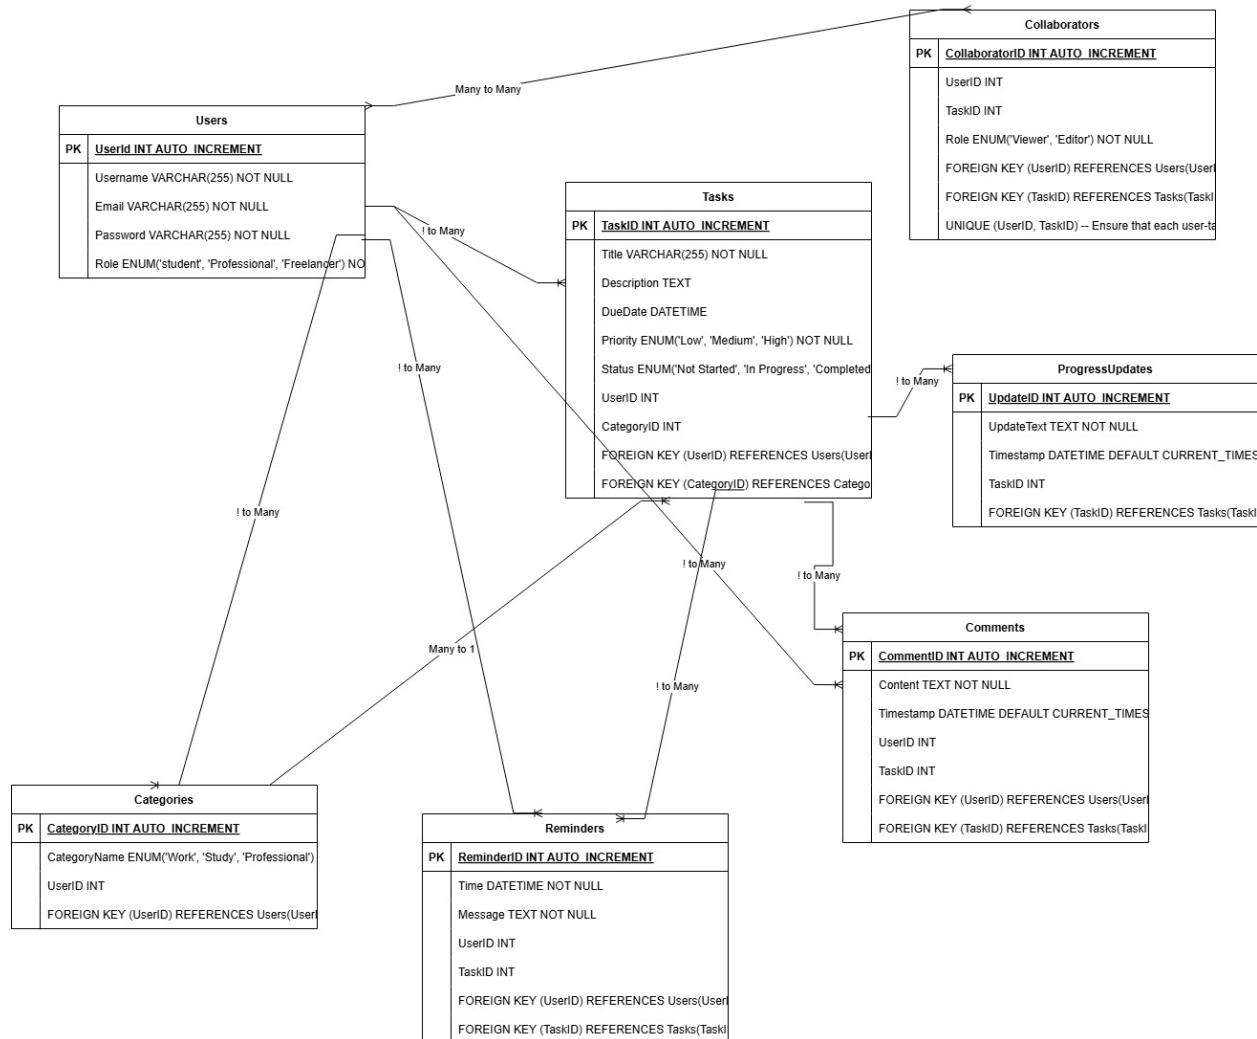 Collaborators
PK CollaboratorID INT AUTO_INCREMENT
UserID INT
TaskID INT
Role ENUM('Viewer', 'Editor') NOT NULL
FOREIGN KEY (UserID) REFERENCES Users(UserI
FOREIGN KEY (TaskID) REFERENCES Tasks(TaskI
UNIQUE (UserID, TaskID) -- Ensure that each user-ta
Many to Many
Users
PK UserId INT AUTO_INCREMENT
Username VARCHAR(255) NOT NULL
Email VARCHAR(255) NOT NULL
Password VARCHAR(255) NOT NULL
Role ENUM('student', 'Professional', 'Freelancer') NO
! to Many
Tasks
PK TaskID INT AUTO_INCREMENT
Title VARCHAR(255) NOT NULL
Description TEXT
DueDate DATETIME
Priority ENUM('Low', 'Medium', 'High') NOT NULL
Status ENUM('Not Started', 'In Progress', 'Completed
UserID INT
CategoryID INT
FOREIGN KEY (UserID) REFERENCES Users(UserI
FOREIGN KEY (CategoryID) REFERENCES Catego
! to Many
! to Many
ProgressUpdates
PK UpdateID INT AUTO_INCREMENT
UpdateText TEXT NOT NULL
Timestamp DATETIME DEFAULT CURRENT_TIMES
TaskID INT
FOREIGN KEY (TaskID) REFERENCES Tasks(TaskI
! to Many
! to Many
! to Many
Many to 1
! to Many
Comments
PK CommentID INT AUTO_INCREMENT
Content TEXT NOT NULL
Timestamp DATETIME DEFAULT CURRENT_TIMES
UserID INT
TaskID INT
FOREIGN KEY (UserID) REFERENCES Users(UserI
FOREIGN KEY (TaskID) REFERENCES Tasks(TaskI
Categories
PK CategoryID INT AUTO_INCREMENT
CategoryName ENUM('Work', 'Study', 'Professional')
UserID INT
FOREIGN KEY (UserID) REFERENCES Users(UserI
Reminders
PK ReminderID INT AUTO_INCREMENT
Time DATETIME NOT NULL
Message TEXT NOT NULL
UserID INT
TaskID INT
FOREIGN KEY (UserID) REFERENCES Users(UserI
FOREIGN KEY (TaskID) REFERENCES Tasks(TaskI